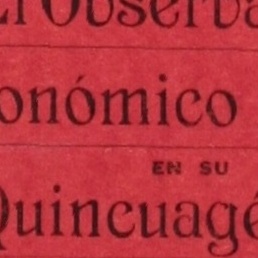 El Observa
onómico
EN SU
Quincuagé